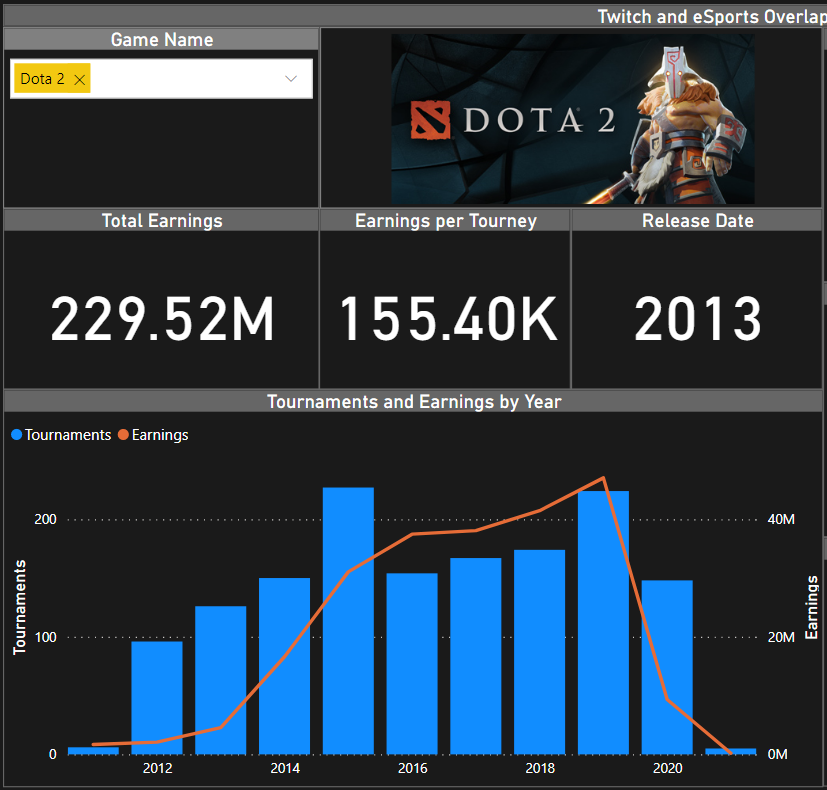 Twitch and eSports Overlap
Game Name
Dota 2
DOTA 2
Total Earnings
Earnings per Tourney
Release Date
229.52M
155.40K
2013
Tournaments and Earnings by Year
Tournaments Earnings
200
40M
100
20M
0
0M
Tournaments
Earnings
2012 2014 2016 2018 2020